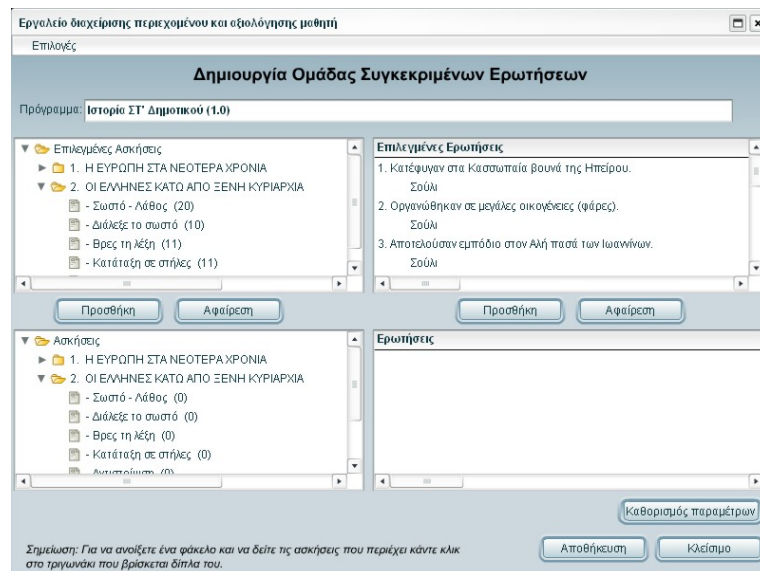 Εργαλείο διαχείρισης περιεχομένου και αξιολόγησης μαθητή
Επιλογές
Δημιουργία Ομάδας Συγκεκριμένων Ερωτήσεων
Πρόγραμμα: Ιστορία ΣΤ' Δημοτικού (1.0)
Επιλεγμένες Ασκήσεις
1. Η ΕΥΡΩΠΗ ΣΤΑ ΝΕΟΤΕΡΑ ΧΡΟΝΙΑ
2. ΟΙ ΕΛΛΗΝΕΣ ΚΑΤΩ ΑΠΟ ΞΕΝΗ ΚΥΡΙΑΡΧΙΑ
- Σωστό - Λάθος (20)
- Διάλεξε το σωστό (10)
- Βρες τη λέξη (11)
- Κατάταξη σε στήλες (11)
Επιλεγμένες Ερωτήσεις
1. Κατέφυγαν στα Κασσωπαία βουνά της Ηπείρου.
Σούλι
2. Οργανώθηκαν σε μεγάλες οικογένειες (φάρες).
Σούλι
3. Αποτελούσαν εμπόδιο στον Αλή πασά των Ιωαννίνων.
Σούλι
Προσθήκη Αφαίρεση
Προσθήκη Αφαίρεση
Ασκήσεις
1. Η ΕΥΡΩΠΗ ΣΤΑ ΝΕΟΤΕΡΑ ΧΡΟΝΙΑ
2. ΟΙ ΕΛΛΗΝΕΣ ΚΑΤΩ ΑΠΟ ΞΕΝΗ ΚΥΡΙΑΡΧΙΑ
- Σωστό - Λάθος (0)
- Διάλεξε το σωστό (0)
- Βρες τη λέξη (0)
- Κατάταξη σε στήλες (0)
- Αντιστοίχιση (0)
Ερωτήσεις
Καθορισμός παραμέτρων
Σημείωση: Για να ανοίξετε ένα φάκελο και να δείτε τις ασκήσεις που περιέχει κάντε κλικ
στο τριγωνάκι που βρίσκεται δίπλα του.
Αποθήκευση Κλείσιμο